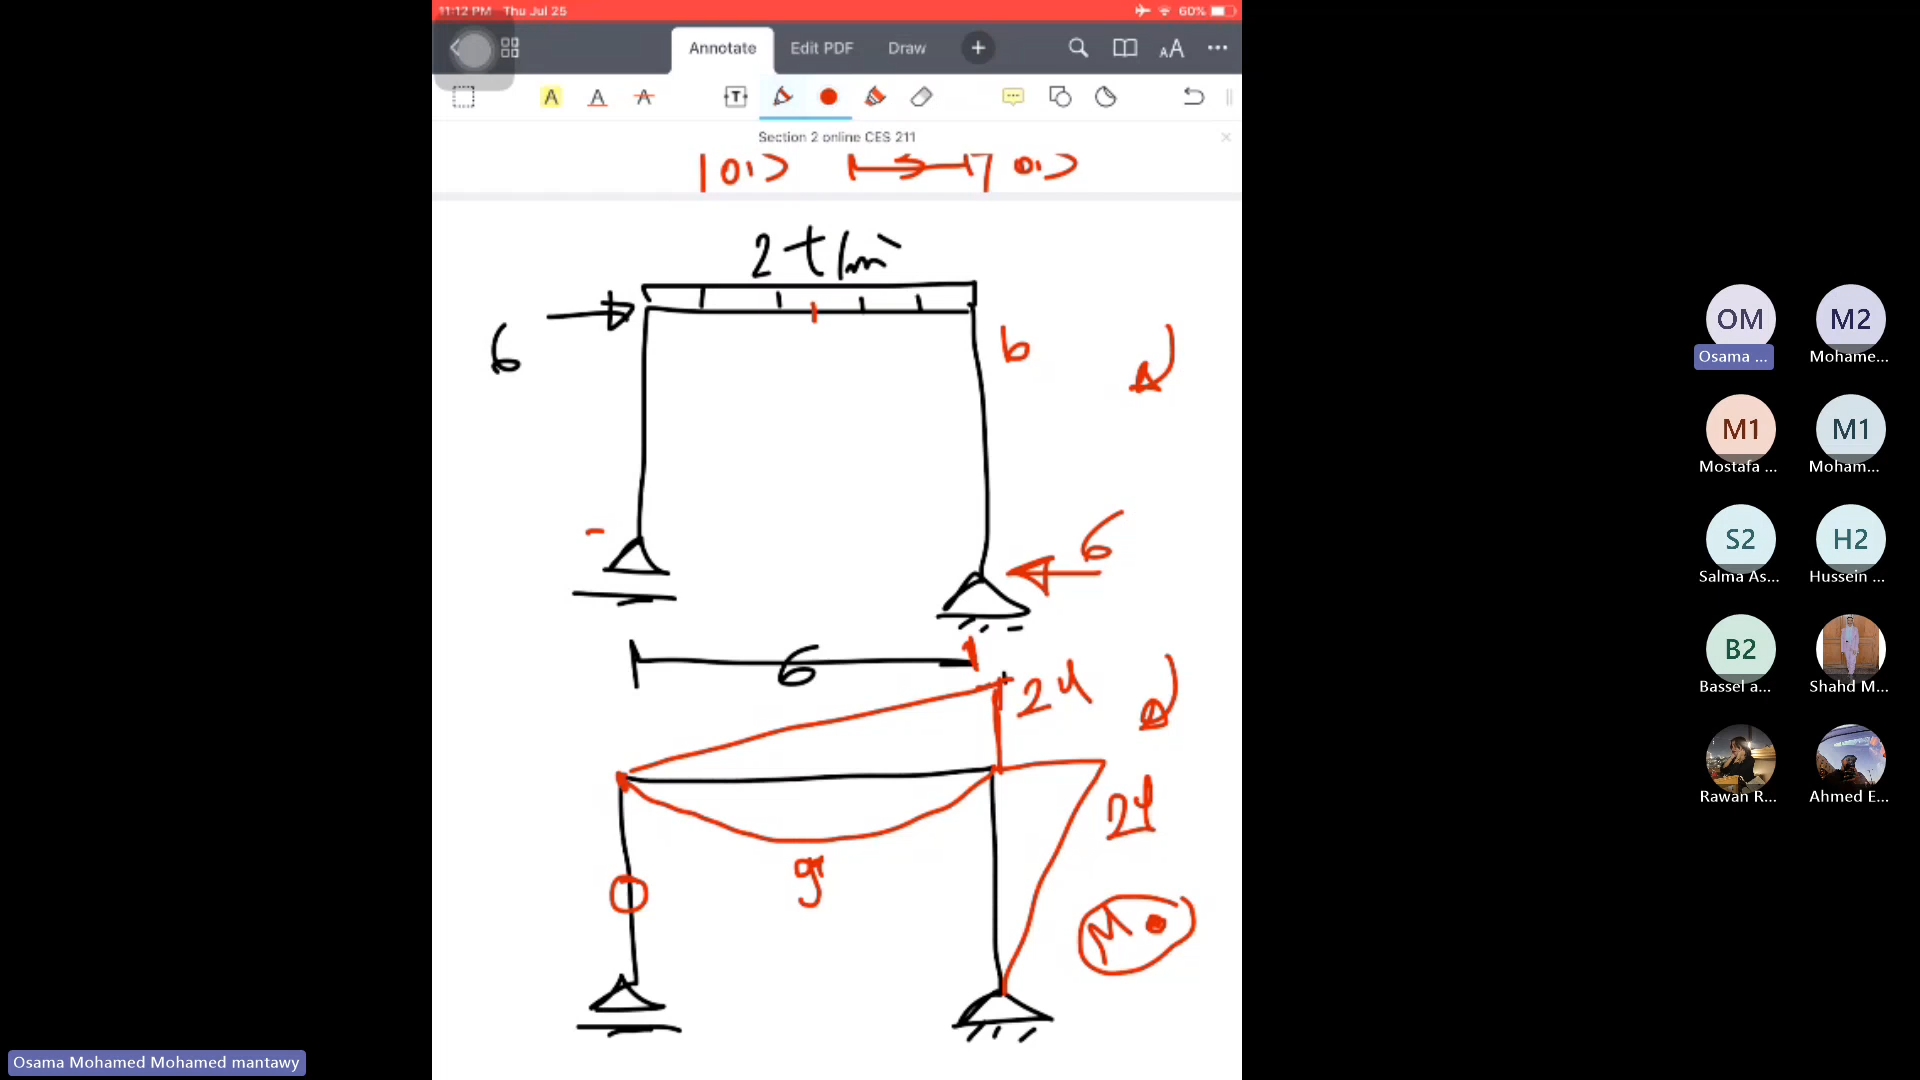 11:12 PM Thu Jul 25
60%
Annotate Edit PDF Draw
Section 2 online CES 211
2 t/m'
6
b
6
6
24
24
9
M
OM
Osama ...
M2
Mohame...
M1
Mostafa ...
M1
Moham...
S2
Salma As...
H2
Hussein ...
B2
Bassel a...
Shahd M...
Rawan R...
Ahmed E...
Osama Mohamed Mohamed mantawy